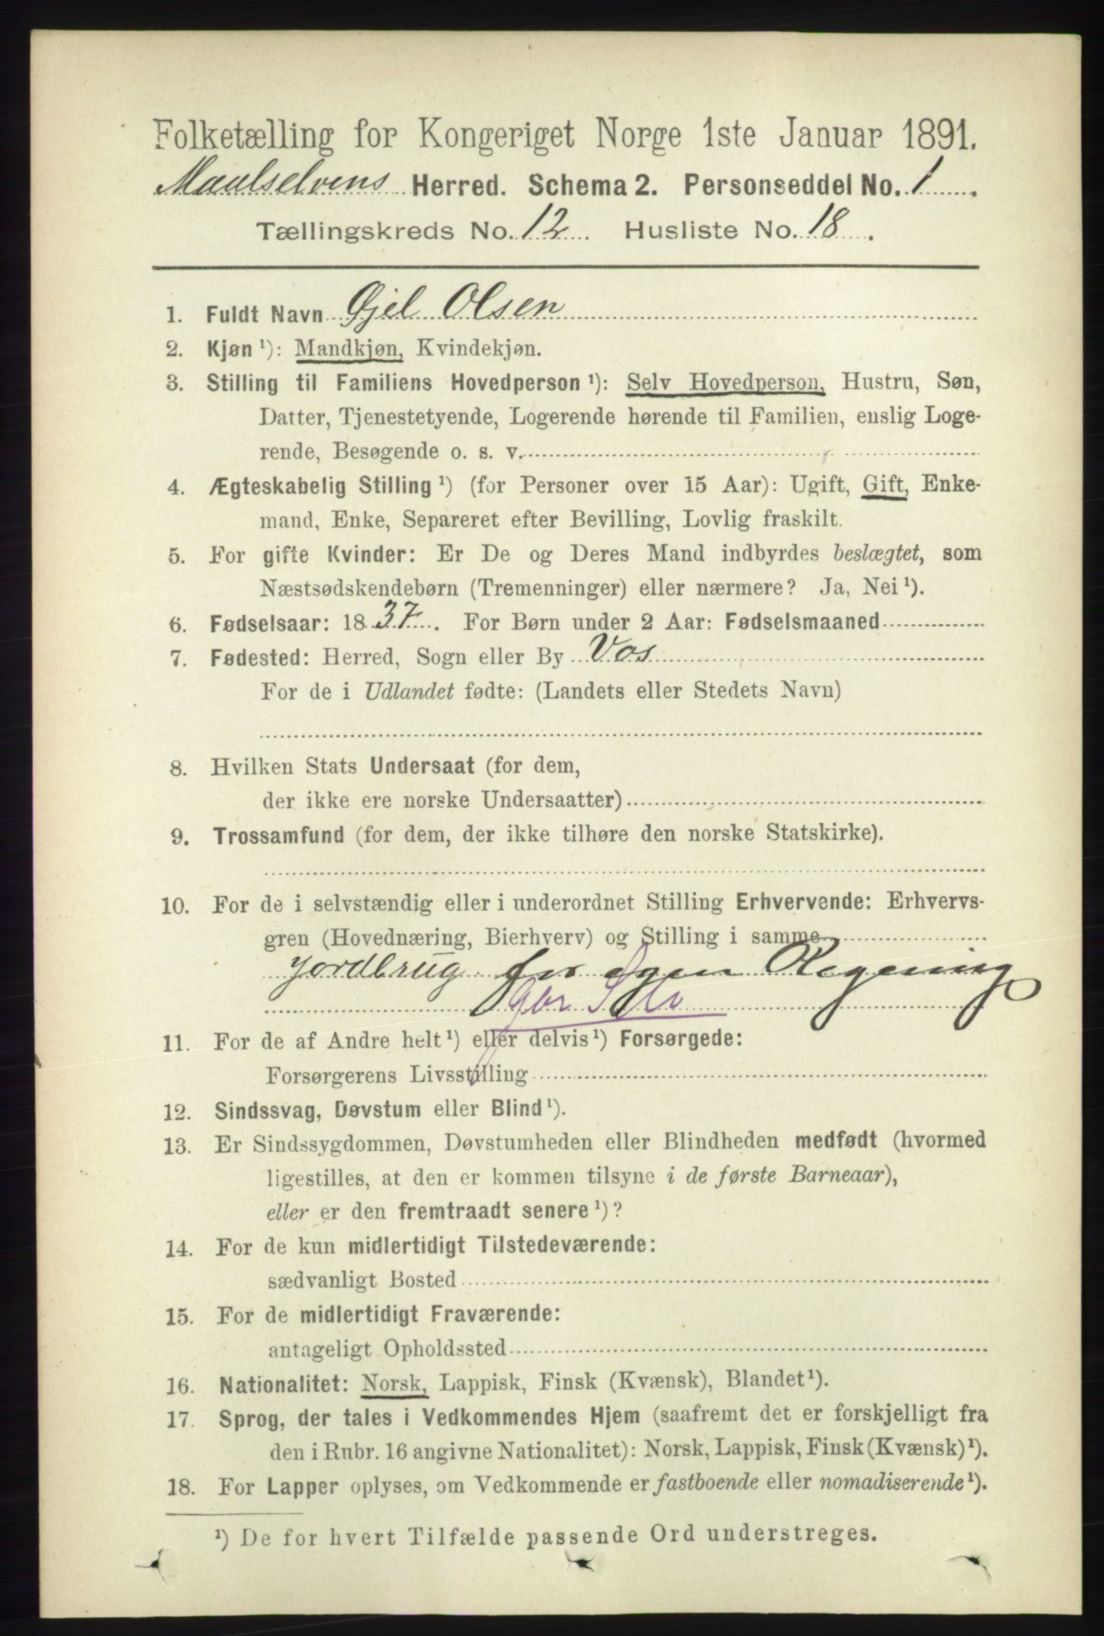 Folketælling for Kongeriget Norge 1ste Januar 1891.
Maalselvens Herred. Schema 2. Personseddel No. 1.
Tællingskreds No. 12. Husliste No. 18.
1. Fuldt Navn Gjel Olsen
2. Kjøn ¹): Mandkjøn, Kvindekjøn.
3. Stilling til Familiens Hovedperson ¹): Selv Hovedperson, Hustru, Søn,
Datter, Tjenestetyende, Logerende hørende til Familien, enslig Loge-
rende, Besøgende o. s. v.
4. Ægteskabelig Stilling ¹) (for Personer over 15 Aar): Ugift, Gift, Enke-
mand, Enke, Separeret efter Bevilling, Lovlig fraskilt.
5. For gifte Kvinder: Er De og Deres Mand indbyrdes beslægtet, som
Næstsødskendebørn (Tremenninger) eller nærmere? Ja, Nei ¹).
6. Fødselsaar: 1837. For Børn under 2 Aar: Fødselsmaaned
7. Fødested: Herred, Sogn eller By Vos
For de i Udlandet fødte: (Landets eller Stedets Navn)
8. Hvilken Stats Undersaat (for dem,
der ikke ere norske Undersaatter)
9. Trossamfund (for dem, der ikke tilhøre den norske Statskirke).
10. For de i selvstændig eller i underordnet Stilling Erhvervende: Erhvervs-
gren (Hovednæring, Bierhverv) og Stilling i samme
Jordbrug for egen Regening
gbr Selv
11. For de af Andre helt ¹) eller delvis ¹) Forsørgede:
Forsørgerens Livsstilling
12. Sindssvag, Døvstum eller Blind ¹).
13. Er Sindssygdommen, Døvstumheden eller Blindheden medfødt (hvormed
ligestilles, at den er kommen tilsyne i de første Barneaar),
eller er den fremtraadt senere ¹)?
14. For de kun midlertidigt Tilstedeværende:
sædvanligt Bosted
15. For de midlertidigt Fraværende:
antageligt Opholdssted
16. Nationalitet: Norsk, Lappisk, Finsk (Kvænsk), Blandet ¹).
17. Sprog, der tales i Vedkommendes Hjem (saafremt det er forskjelligt fra
den i Rubr. 16 angivne Nationalitet): Norsk, Lappisk, Finsk (Kvænsk) ¹).
18. For Lapper oplyses, om Vedkommende er fastboende eller nomadiserende ¹).
¹) De for hvert Tilfælde passende Ord understreges.